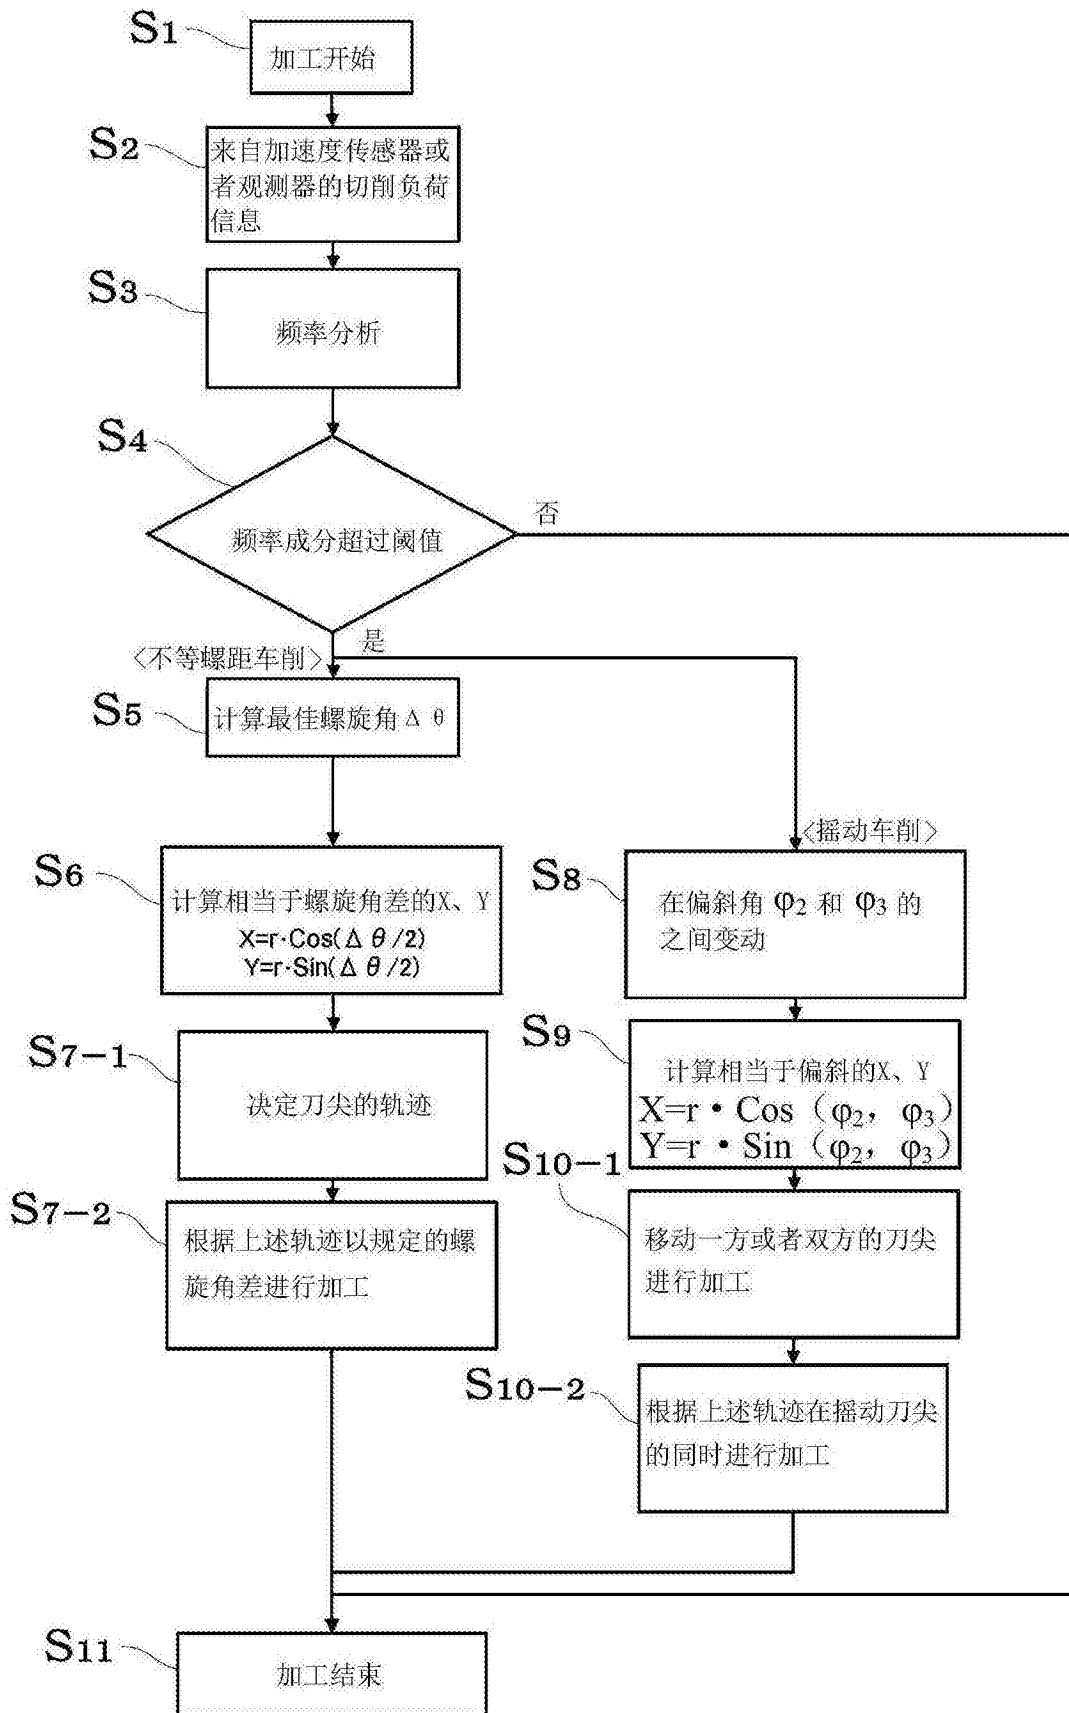 S1
加工开始
S2
来自加速度传感器或
者观测器的切削负荷
信息
S3
频率分析
S4
频率成分超过阈值
否
是
<不等螺距车削>
S5
计算最佳螺旋角Δθ
S6
计算相当于螺旋角差的X、Y
X=r·Cos(Δθ/2)
Y=r·Sin(Δθ/2)
S7-1
决定刀尖的轨迹
S7-2
根据上述轨迹以规定的螺
旋角差进行加工
<摇动车削>
S8
在偏斜角 φ2 和 φ3 的
之间变动
S9
计算相当于偏斜的X、Y
X=r·Cos（φ2，φ3）
Y=r·Sin（φ2，φ3）
S10-1
移动一方或者双方的刀尖
进行加工
S10-2
根据上述轨迹在摇动刀尖
的同时进行加工
S11
加工结束